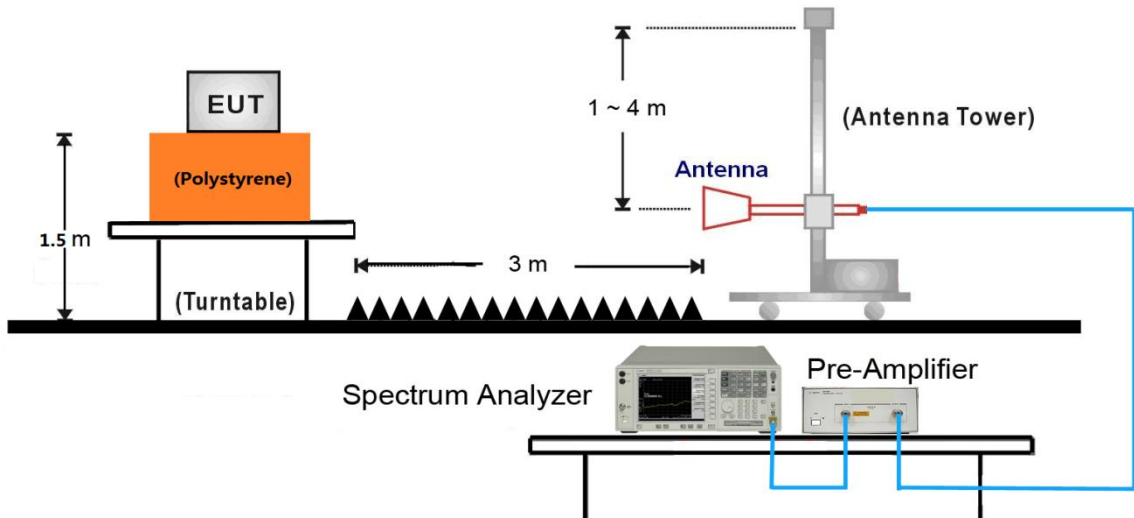 EUT
(Polystyrene)
1.5 m
(Turntable)
3 m
1 ~ 4 m
Antenna
(Antenna Tower)
Spectrum Analyzer
Pre-Amplifier